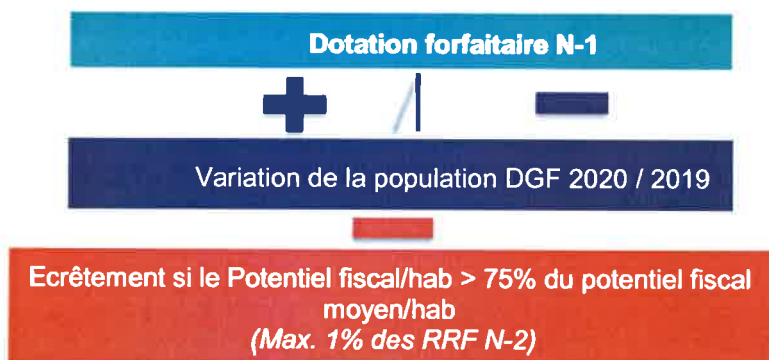 Dotation forfaitaire N-1
+ / -
Variation de la population DGF 2020 / 2019
-
Ecrêtement si le Potentiel fiscal/hab > 75% du potentiel fiscal
moyen/hab
(Max. 1% des RRF N-2)